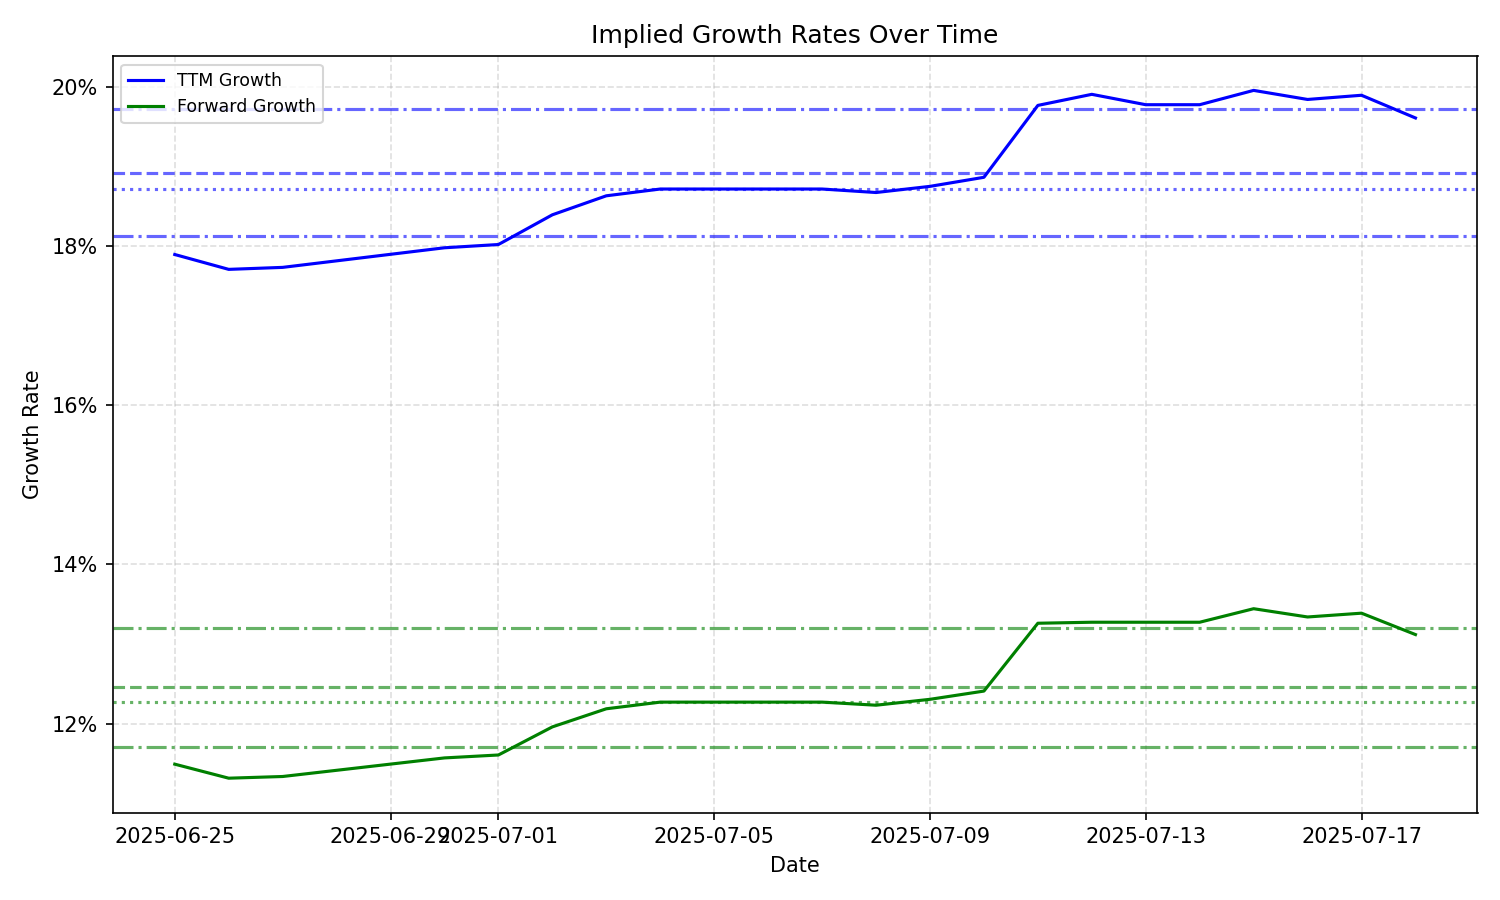 Implied Growth Rates Over Time
TTM Growth
Forward Growth
Growth Rate
20%
18%
16%
14%
12%
2025-06-25
2025-06-29
2025-07-01
2025-07-05
2025-07-09
2025-07-13
2025-07-17
Date